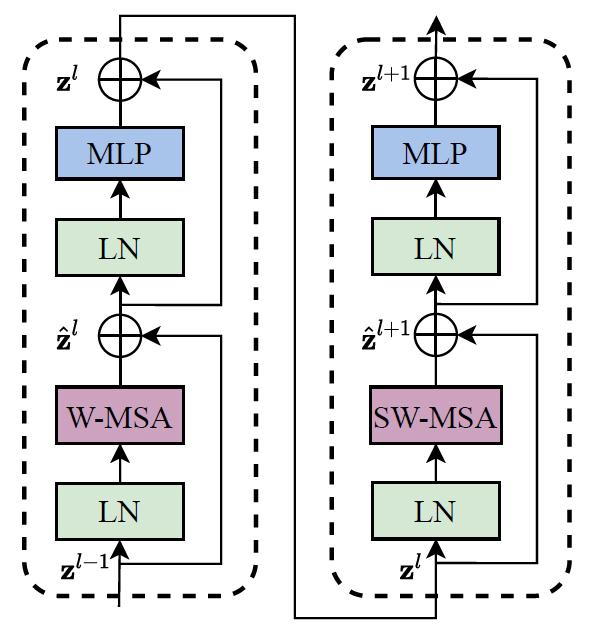 z^l
MLP
LN
ẑ^l
W-MSA
LN
z^{l-1}
z^{l+1}
MLP
LN
ẑ^{l+1}
SW-MSA
LN
z^l